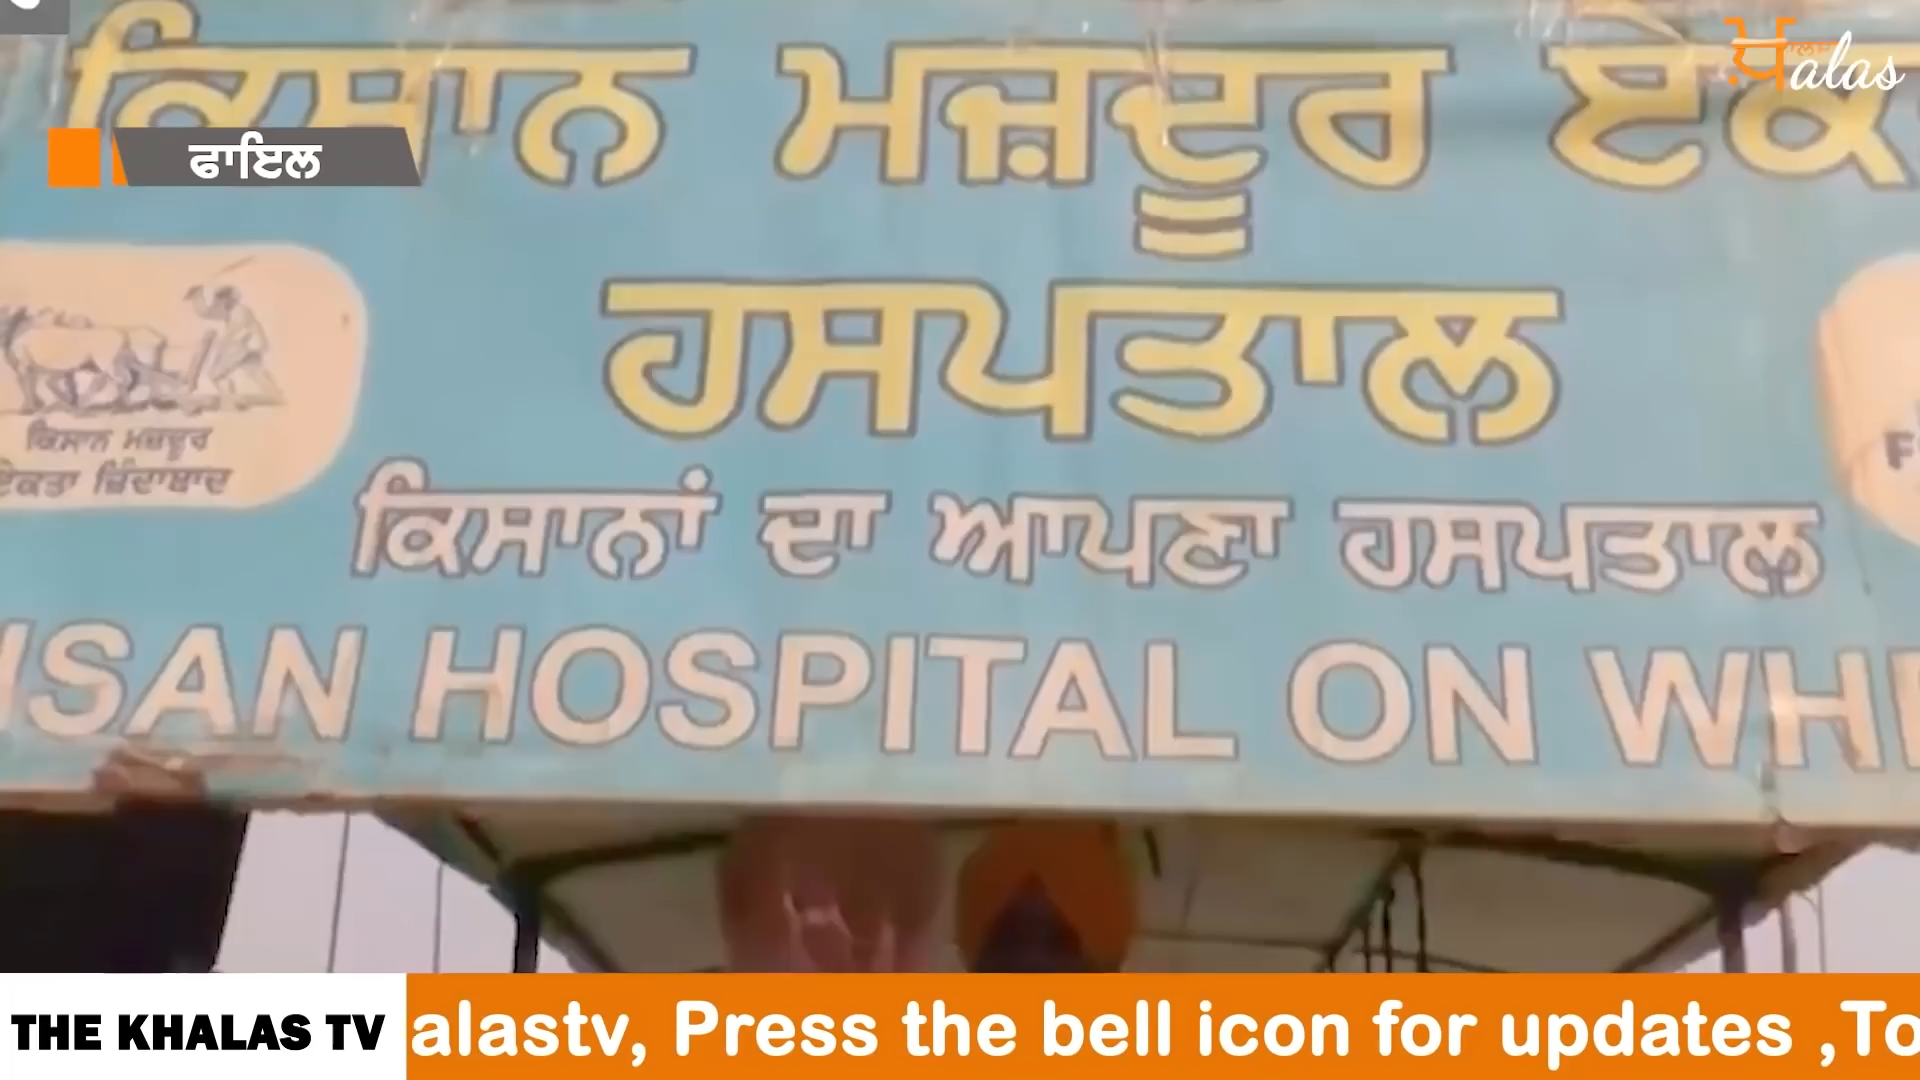 ਕਿਸਾਨ ਮਜ਼ਦੂਰ
ਫਾਇਲ
ਹਸਪਤਾਲ
ਕਿਸਾਨ ਮਜ਼ਦੂਰ
ਏਕਤਾ ਜ਼ਿੰਦਾਬਾਦ
ਕਿਸਾਨਾਂ ਦਾ ਆਪਣਾ ਹਸਪਤਾਲ
HOSPITAL ON
THE KHALAS TV
alastv, Press the bell icon for updates ,To